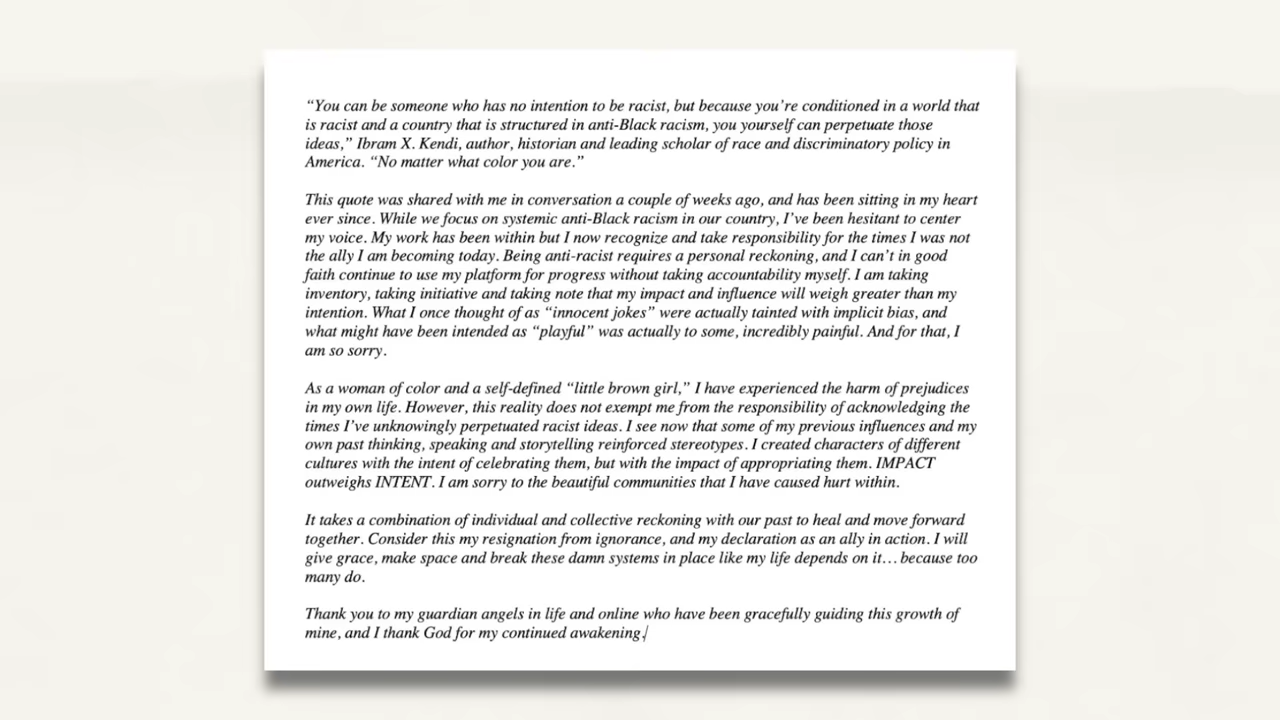 “You can be someone who has no intention to be racist, but because you’re conditioned in a world that
is racist and a country that is structured in anti-Black racism, you yourself can perpetuate those
ideas,” Ibram X. Kendi, author, historian and leading scholar of race and discriminatory policy in
America. “No matter what color you are.”
This quote was shared with me in conversation a couple of weeks ago, and has been sitting in my heart
ever since. While we focus on systemic anti-Black racism in our country, I’ve been hesitant to center
my voice. My work has been within but I now recognize and take responsibility for the times I was not
the ally I am becoming today. Being anti-racist requires a personal reckoning, and I can’t in good
faith continue to use my platform for progress without taking accountability myself. I am taking
inventory, taking initiative and taking note that my impact and influence will weigh greater than my
intention. What I once thought of as “innocent jokes” were actually tainted with implicit bias, and
what might have been intended as “playful” was actually to some, incredibly painful. And for that, I
am so sorry.
As a woman of color and a self-defined “little brown girl,” I have experienced the harm of prejudices
in my own life. However, this reality does not exempt me from the responsibility of acknowledging the
times I’ve unknowingly perpetuated racist ideas. I see now that some of my previous influences and my
own past thinking, speaking and storytelling reinforced stereotypes. I created characters of different
cultures with the intent of celebrating them, but with the impact of appropriating them. IMPACT
outweighs INTENT. I am sorry to the beautiful communities that I have caused hurt within.
It takes a combination of individual and collective reckoning with our past to heal and move forward
together. Consider this my resignation from ignorance, and my declaration as an ally in action. I will
give grace, make space and break these damn systems in place like my life depends on it…because too
many do.
Thank you to my guardian angels in life and online who have been gracefully guiding this growth of
mine, and I thank God for my continued awakening.